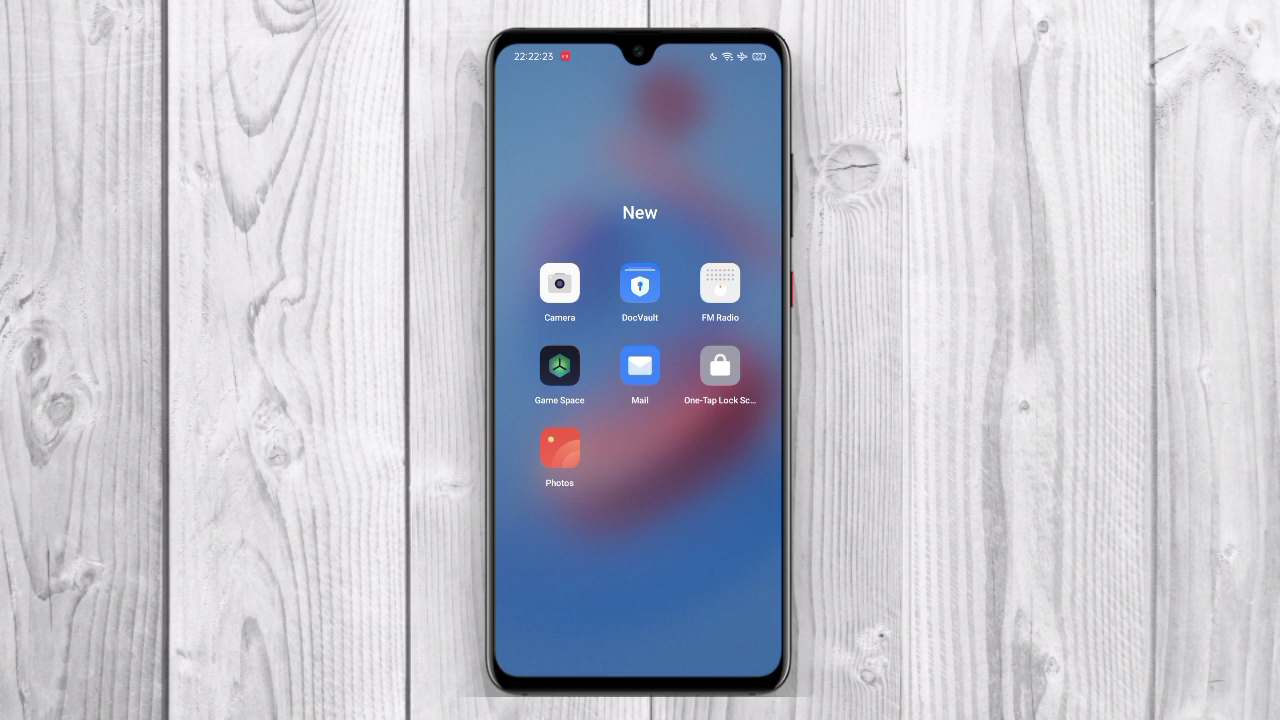 22:22:23
New
Camera
DocVault
FM Radio
Game Space
Mail
One-Tap Lock Sc...
Photos